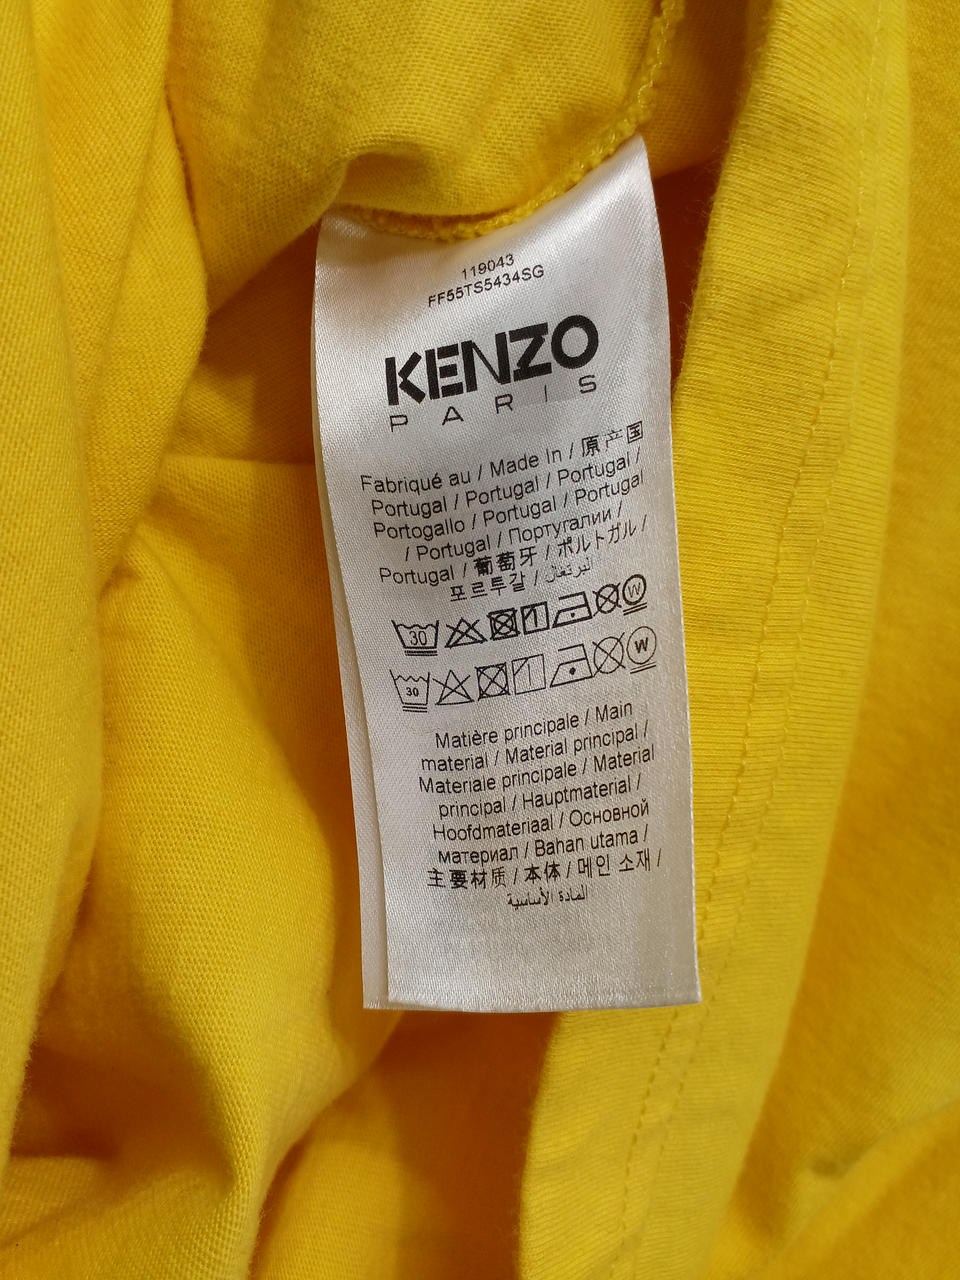 119043
FF55TS5434SG
KENZO
PARIS
Fabriqué au / Made In / 原产国
Portugal / Portugal / Portugal /
Portogallo / Portugal / Portugal
/ Portugal / Португалии /
Portugal / 葡萄牙 / ポルトガル /
포르투갈 / البرتغال
30 1 W
30 1 W
Matière principale / Main
material / Material principal /
Materiale principale / Material
principal / Hauptmaterial /
Hoofdmateriaal / Основной
материал / Bahan utama /
主要材质 / 本体 / 메인 소재 /
المادة الأساسية